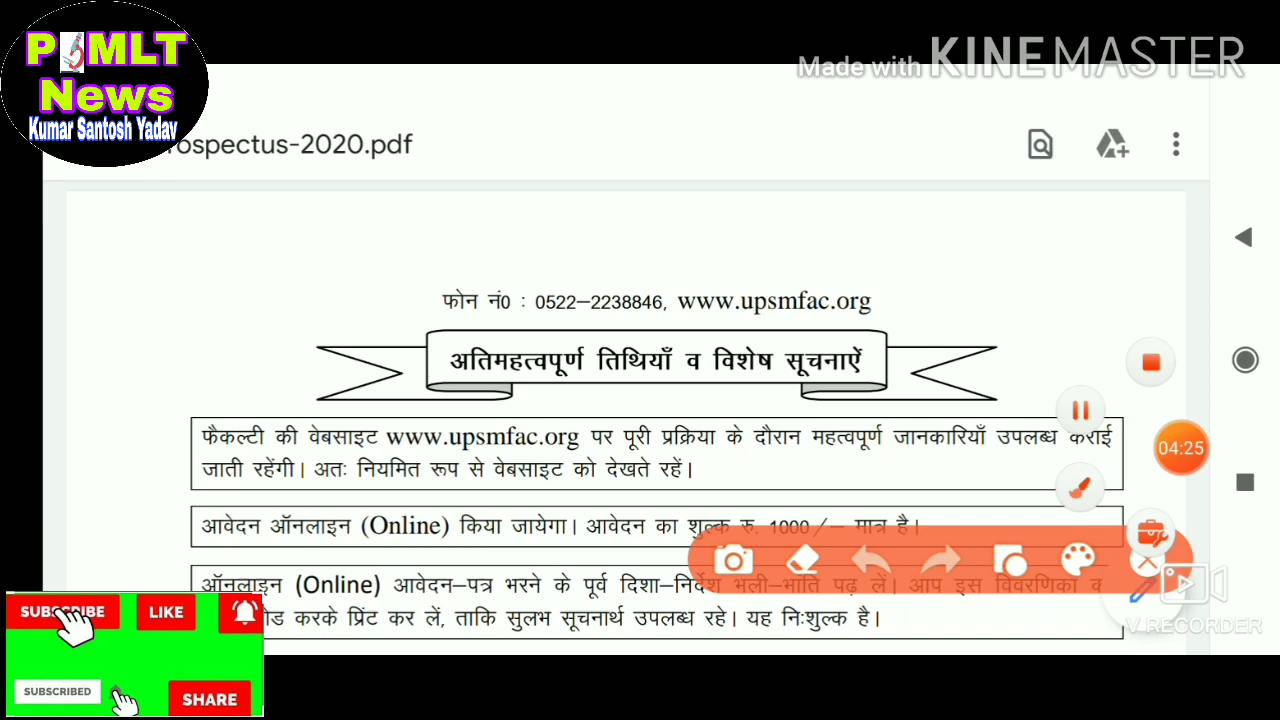 P MLT
News
Kumar Santosh Yadav
Made with KINEMASTER
rospectus-2020.pdf
फोन नं0 : 0522–2238846, www.upsmfac.org
अतिमहत्वपूर्ण तिथियाँ व विशेष सूचनाऐं
फैकल्टी की वेबसाइट www.upsmfac.org पर पूरी प्रक्रिया के दौरान महत्वपूर्ण जानकारियाँ उपलब्ध कराई
जाती रहेंगी। अतः नियमित रूप से वेबसाइट को देखते रहें।
04:25
आवेदन ऑनलाइन (Online) किया जायेगा। आवेदन का शुल्क रु. 1000/– मात्र है।
ऑनलाइन (Online) आवेदन–पत्र भरने के पूर्व दिशा–निर्देश भली–भांति पढ़ लें। आप इस विवरणिका
करके प्रिंट कर लें, ताकि सुलभ सूचनार्थ उपलब्ध रहे। यह निःशुल्क है।
V RECORDER
SUBSCRIBE LIKE
SUBSCRIBED SHARE